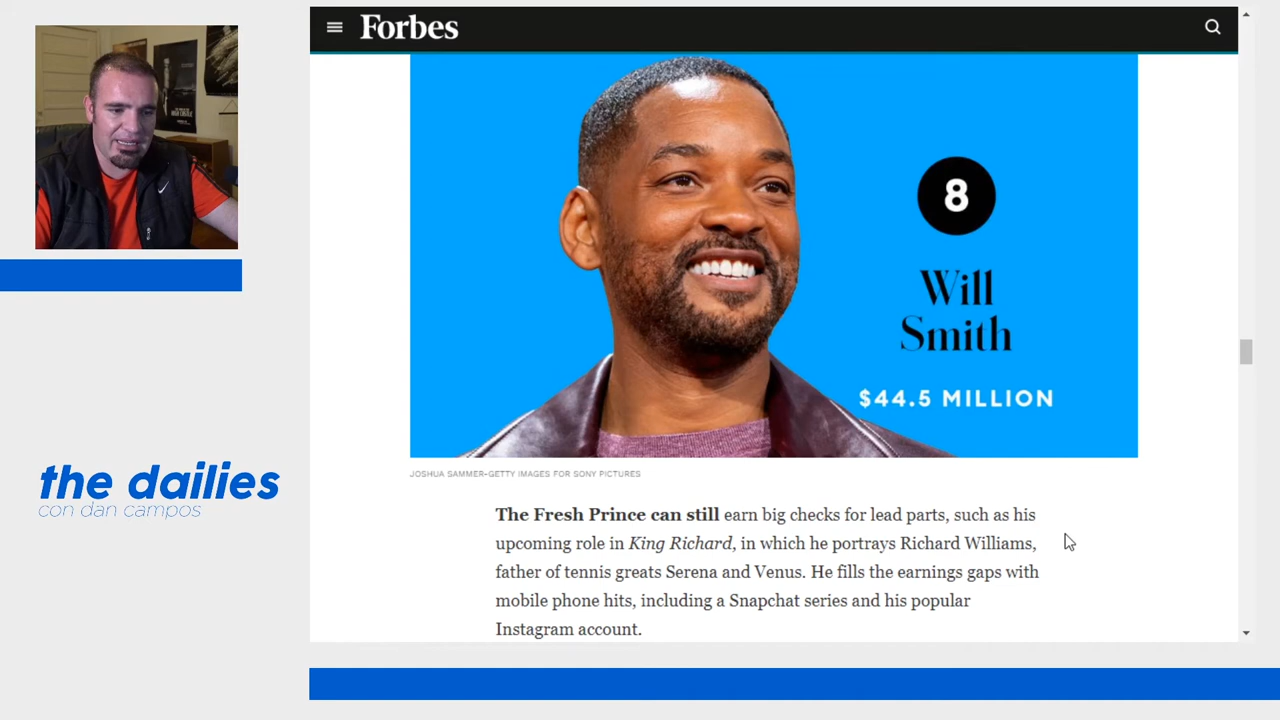 Forbes
8
Will
Smith
$44.5 MILLION
JOSHUA SAMMER-GETTY IMAGES FOR SONY PICTURES
The Fresh Prince can still earn big checks for lead parts, such as his
upcoming role in King Richard, in which he portrays Richard Williams,
father of tennis greats Serena and Venus. He fills the earnings gaps with
mobile phone hits, including a Snapchat series and his popular
Instagram account.
the dailies
con dan campos